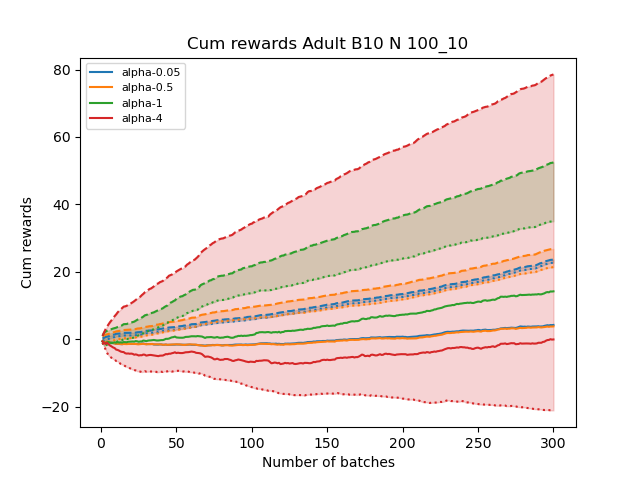 Cum rewards Adult B10 N 100_10
80
60
40
20
0
−20
Cum rewards
alpha-0.05
alpha-0.5
alpha-1
alpha-4
0
50
100
150
200
250
300
Number of batches